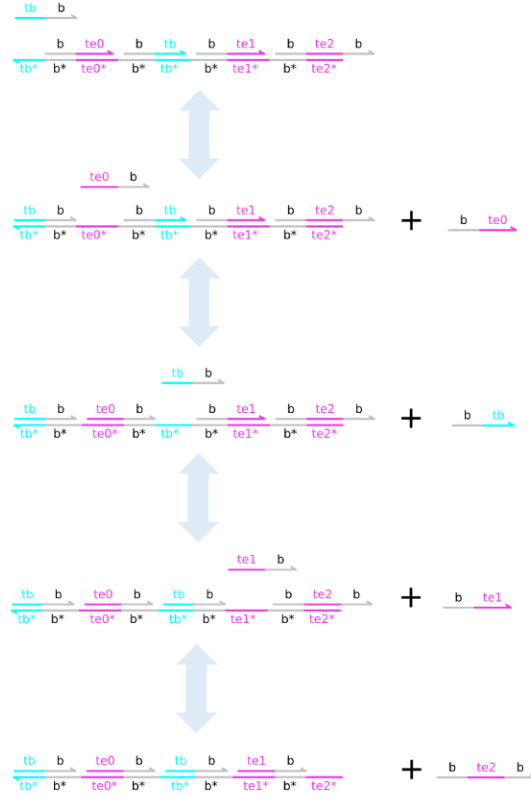 tb b
b te0 b tb b te1 b te2 b
tb* b* te0* b* tb* b* te1* b* te2*
te0 b
tb b b tb b te1 b te2 b + b te0
tb* b* te0* b* tb* b* te1* b* te2*
tb b
tb b te0 b b te1 b te2 b + b tb
tb* b* te0* b* tb* b* te1* b* te2*
te1 b
tb b te0 b tb b b te2 b + b te1
tb* b* te0* b* tb* b* te1* b* te2*
tb b te0 b tb b te1 b + b te2 b
tb* b* te0* b* tb* b* te1* b* te2*